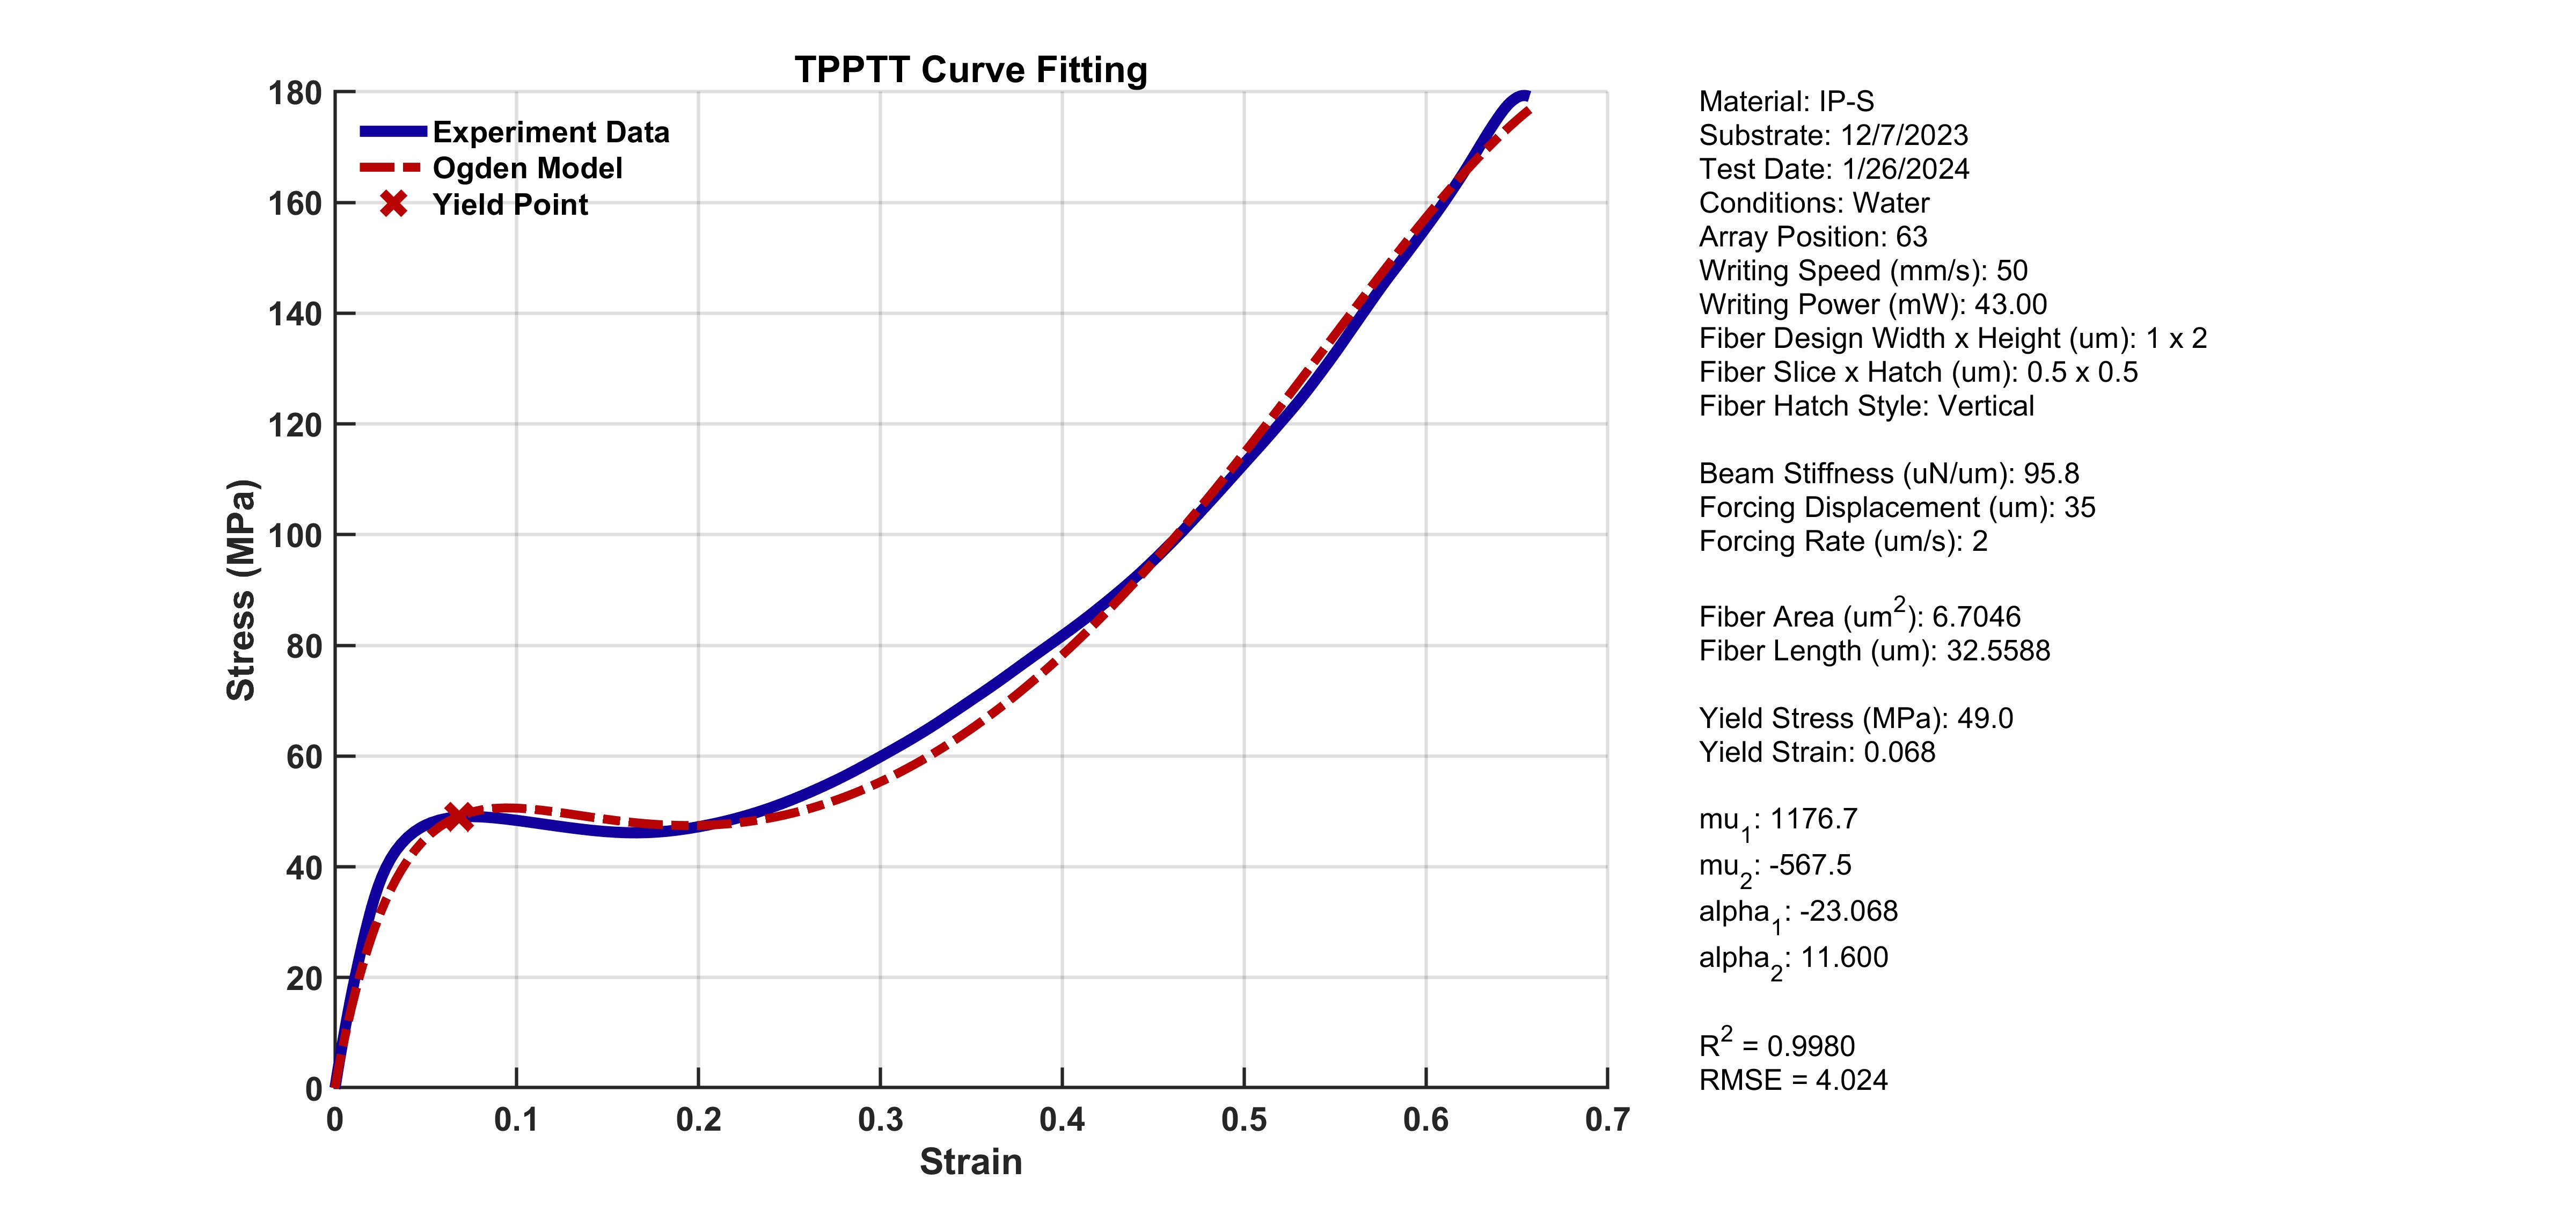 TPPTT Curve Fitting
Experiment Data
Ogden Model
Yield Point
Stress (MPa)
180
160
140
120
100
80
60
40
20
0
0 0.1 0.2 0.3 0.4 0.5 0.6 0.7
Strain
Material: IP-S
Substrate: 12/7/2023
Test Date: 1/26/2024
Conditions: Water
Array Position: 63
Writing Speed (mm/s): 50
Writing Power (mW): 43.00
Fiber Design Width x Height (um): 1 x 2
Fiber Slice x Hatch (um): 0.5 x 0.5
Fiber Hatch Style: Vertical
Beam Stiffness (uN/um): 95.8
Forcing Displacement (um): 35
Forcing Rate (um/s): 2
Fiber Area (um²): 6.7046
Fiber Length (um): 32.5588
Yield Stress (MPa): 49.0
Yield Strain: 0.068
mu₁: 1176.7
mu₂: -567.5
alpha₁: -23.068
alpha₂: 11.600
R² = 0.9980
RMSE = 4.024